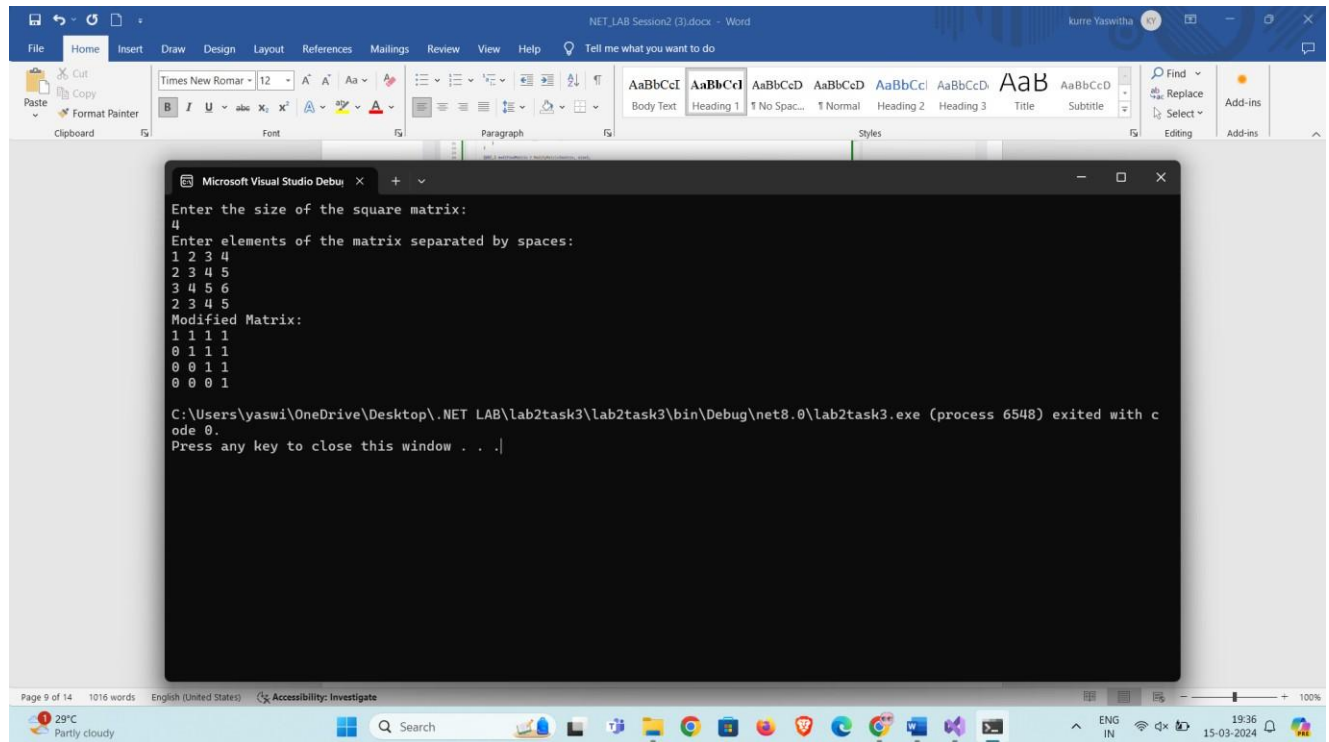 NET_LAB Session2 (3).docx - Word
kurre Yaswitha
KY
File Home Insert Draw Design Layout References Mailings Review View Help Tell me what you want to do
Paste
Cut
Copy
Format Painter
Clipboard
Times New Romar 12
Font
Paragraph
AaBbCcI AaBbCcI AaBbCcD AaBbCcD AaBbCc AaBbCcD AaB AaBbCcD
Body Text Heading 1 ¶ No Spac... ¶ Normal Heading 2 Heading 3 Title Subtitle
Styles
Find
Replace
Select
Editing
Add-ins
Add-ins
Microsoft Visual Studio Debu
Enter the size of the square matrix:
4
Enter elements of the matrix separated by spaces:
1 2 3 4
2 3 4 5
3 4 5 6
2 3 4 5
Modified Matrix:
1 1 1 1
0 1 1 1
0 0 1 1
0 0 0 1
C:\Users\yaswi\OneDrive\Desktop\.NET LAB\lab2task3\lab2task3\bin\Debug\net8.0\lab2task3.exe (process 6548) exited with c
ode 0.
Press any key to close this window . . .
Page 9 of 14 1016 words English (United States) Accessibility: Investigate
100%
1
29°C
Partly cloudy
Search
ENG
IN
19:36
15-03-2024
PRE